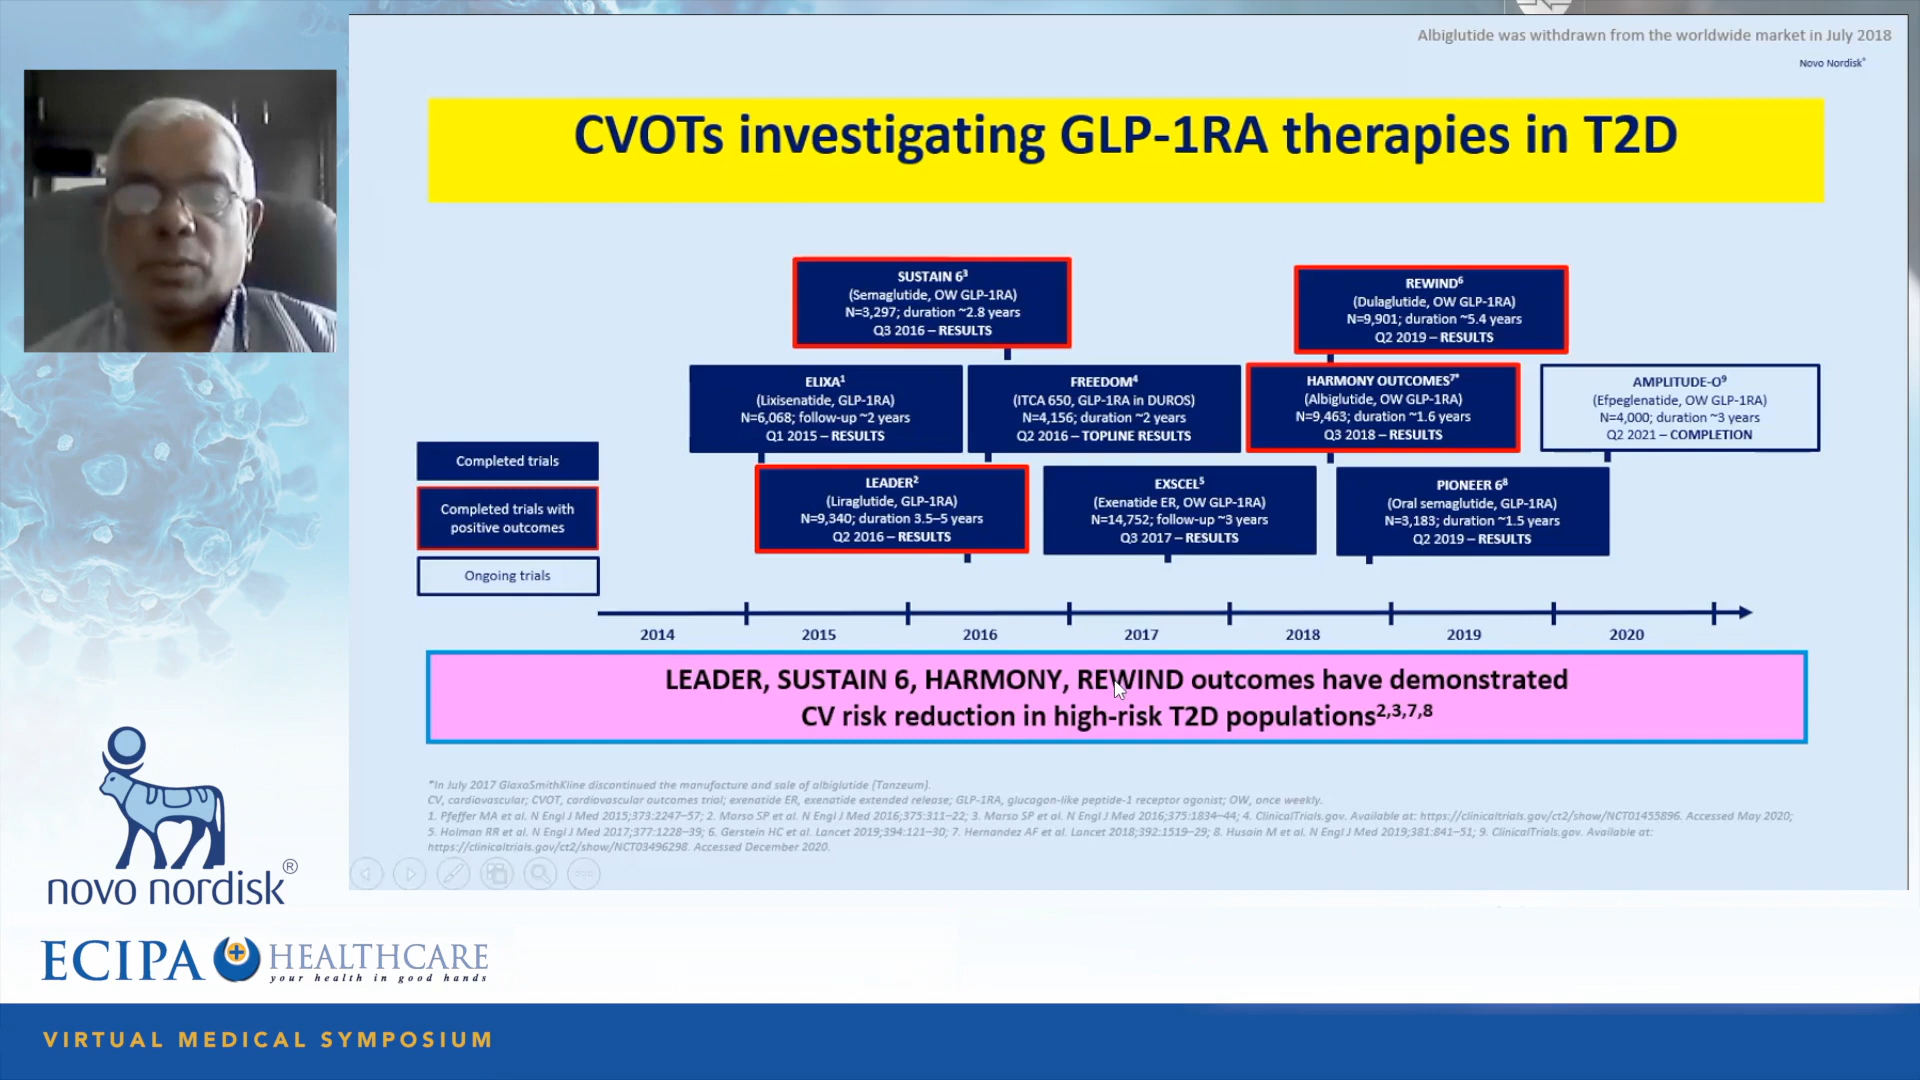 Albiglutide was withdrawn from the worldwide market in July 2018
Novo Nordisk®
CVOTs investigating GLP-1RA therapies in T2D
SUSTAIN 6³
(Semaglutide, OW GLP-1RA)
N=3,297; duration ~2.8 years
Q3 2016 – RESULTS
REWIND⁶
(Dulaglutide, OW GLP-1RA)
N=9,901; duration ~5.4 years
Q2 2019 – RESULTS
ELIXA¹
(Lixisenatide, GLP-1RA)
N=6,068; follow-up ~2 years
Q1 2015 – RESULTS
FREEDOM⁴
(ITCA 650, GLP-1RA in DUROS)
N=4,156; duration ~2 years
Q2 2016 – TOPLINE RESULTS
HARMONY OUTCOMES⁷*
(Albiglutide, OW GLP-1RA)
N=9,463; duration ~1.6 years
Q3 2018 – RESULTS
AMPLITUDE-O⁹
(Efpeglenatide, OW GLP-1RA)
N=4,000; duration ~3 years
Q2 2021 – COMPLETION
Completed trials
Completed trials with
positive outcomes
Ongoing trials
LEADER²
(Liraglutide, GLP-1RA)
N=9,340; duration 3.5–5 years
Q2 2016 – RESULTS
EXSCEL⁵
(Exenatide ER, OW GLP-1RA)
N=14,752; follow-up ~3 years
Q3 2017 – RESULTS
PIONEER 6⁸
(Oral semaglutide, GLP-1RA)
N=3,183; duration ~1.5 years
Q2 2019 – RESULTS
2014 2015 2016 2017 2018 2019 2020
LEADER, SUSTAIN 6, HARMONY, REWIND outcomes have demonstrated
CV risk reduction in high-risk T2D populations²,³,⁷,⁸
*In July 2017 GlaxoSmithKline discontinued the manufacture and sale of albiglutide (Tanzeum).
CV, cardiovascular; CVOT, cardiovascular outcomes trial; exenatide ER, exenatide extended release; GLP-1RA, glucagon-like peptide-1 receptor agonist; OW, once weekly.
1. Pfeffer MA et al. N Engl J Med 2015;373:2247–57; 2. Marso SP et al. N Engl J Med 2016;375:311–22; 3. Marso SP et al. N Engl J Med 2016;375:1834–44; 4. ClinicalTrials.gov. Available at: https://clinicaltrials.gov/ct2/show/NCT01455896. Accessed May 2020;
5. Holman RR et al. N Engl J Med 2017;377:1228–39; 6. Gerstein HC et al. Lancet 2019;394:121–30; 7. Hernandez AF et al. Lancet 2018;392:1519–29; 8. Husain M et al. N Engl J Med 2019;381:841–51; 9. ClinicalTrials.gov. Available at:
https://clinicaltrials.gov/ct2/show/NCT03496298. Accessed December 2020.
novo nordisk®
ECIPA HEALTHCARE
your health in good hands
VIRTUAL MEDICAL SYMPOSIUM